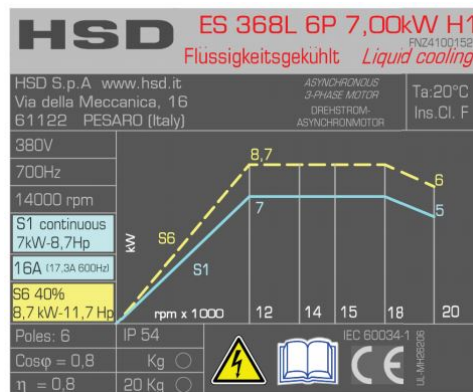 HSD
ES 368L 6P 7,00kW H1
FNZ4100152
Flüssigkeitsgekühlt Liquid cooling
HSD S.p.A www.hsd.it
Via della Meccanica, 16
61122 PESARO (Italy)
ASYNCHRONOUS
3-PHASE MOTOR
DREHSTROM-
ASYNCHRONMOTOR
Ta:20°C
Ins.Cl. F
380V
700Hz
14000 rpm
S1 continuous
7kW-8,7Hp
16A (17,3A 600Hz)
S6 40%
8,7 kW-11,7 Hp
kW
8,7
6
7
5
S6
S1
rpm x 1000
12
14
15
18
20
Poles: 6
IP 54
Cosφ = 0,8
Kg
η = 0,8
20 Kg
IEC 60034-1
CE
UL-MH28206